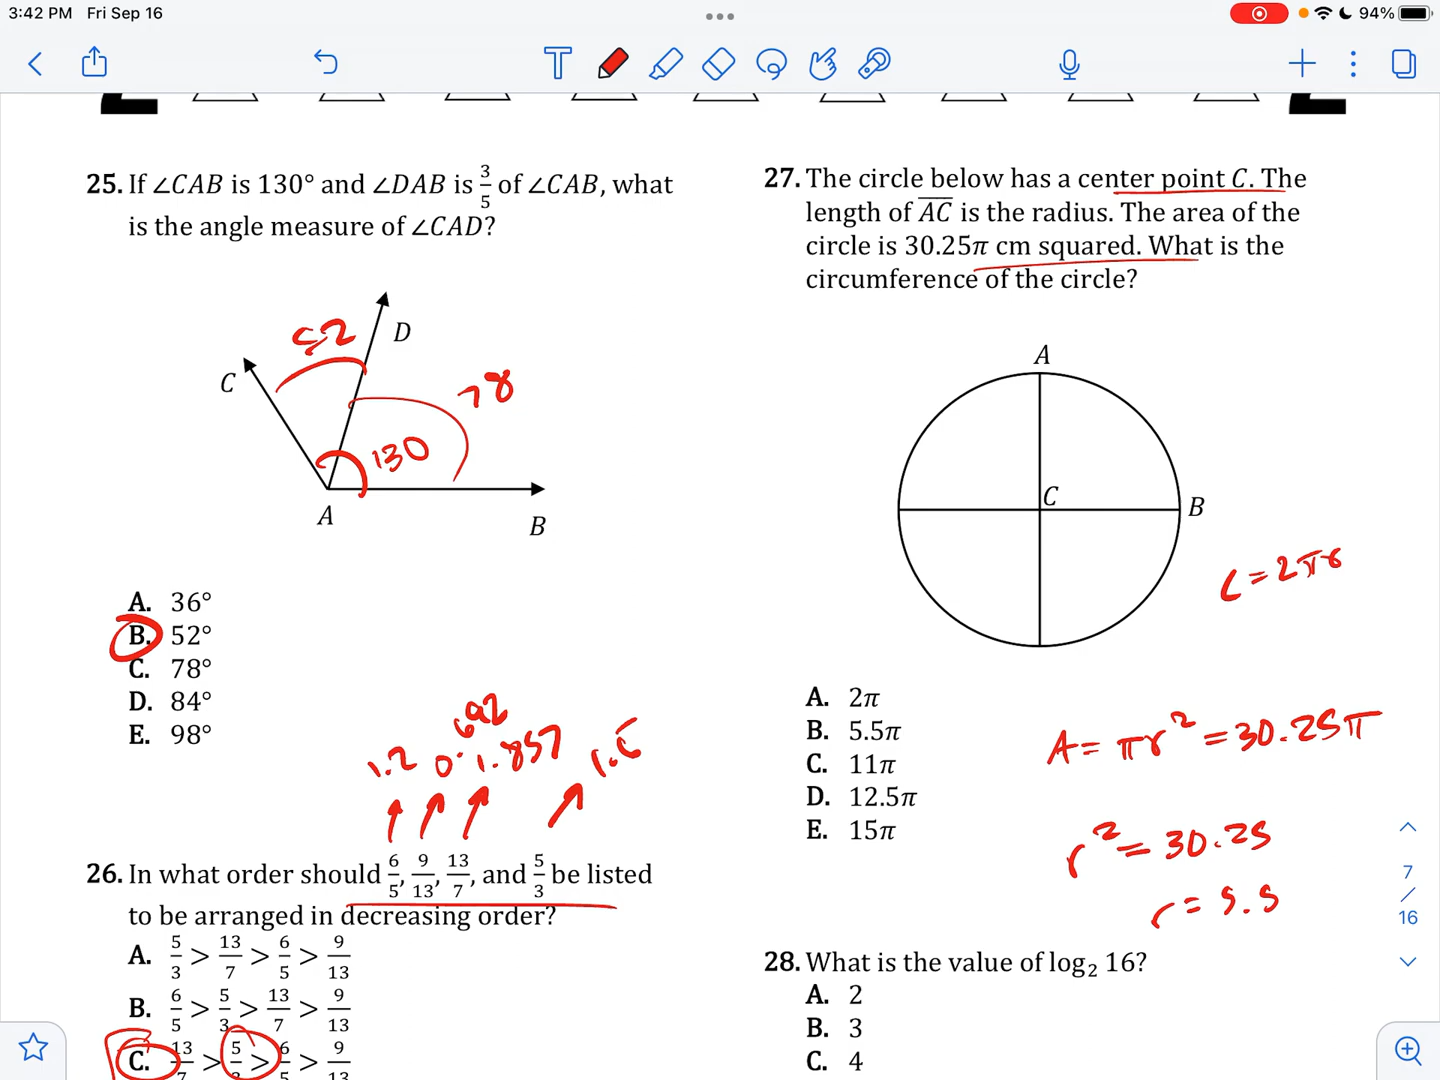 3:42 PM Fri Sep 16
94%
25. If ∠CAB is 130° and ∠DAB is 3/5 of ∠CAB, what
is the angle measure of ∠CAD?
52
D
C
78
130
A
B
A. 36°
B. 52°
C. 78°
D. 84°
E. 98°
692
1.2 0. 1.857 1.6
26. In what order should 6/5, 9/13, 13/7, and 5/3 be listed
to be arranged in decreasing order?
A. 5/3 > 13/7 > 6/5 > 9/13
B. 6/5 > 5/3 > 13/7 > 9/13
C. 13/7 > 5/3 > 6/5 > 9/13
27. The circle below has a center point C. The
length of AC is the radius. The area of the
circle is 30.25π cm squared. What is the
circumference of the circle?
A
C
B
C = 2πr
A. 2π
B. 5.5π
C. 11π
D. 12.5π
E. 15π
A = πr² = 30.25π
r² = 30.25
r = 5.5
28. What is the value of log₂ 16?
A. 2
B. 3
C. 4
7
/
16